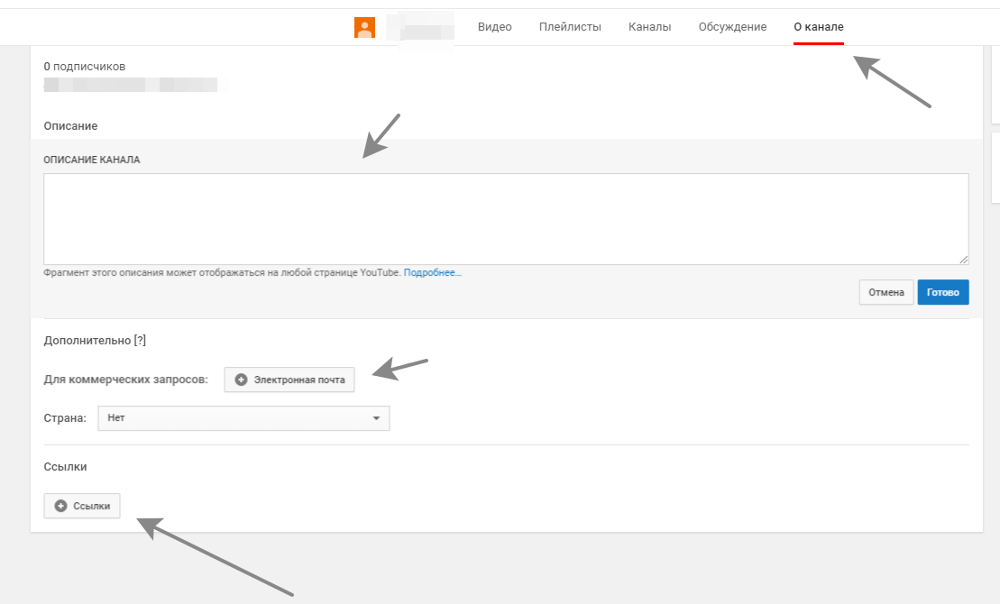 Видео Плейлисты Каналы Обсуждение О канале
0 подписчиков
Описание
ОПИСАНИЕ КАНАЛА
Фрагмент этого описания может отображаться на любой странице YouTube. Подробнее...
Отмена Готово
Дополнительно [?]
Для коммерческих запросов: Электронная почта
Страна: Нет
Ссылки
Ссылки